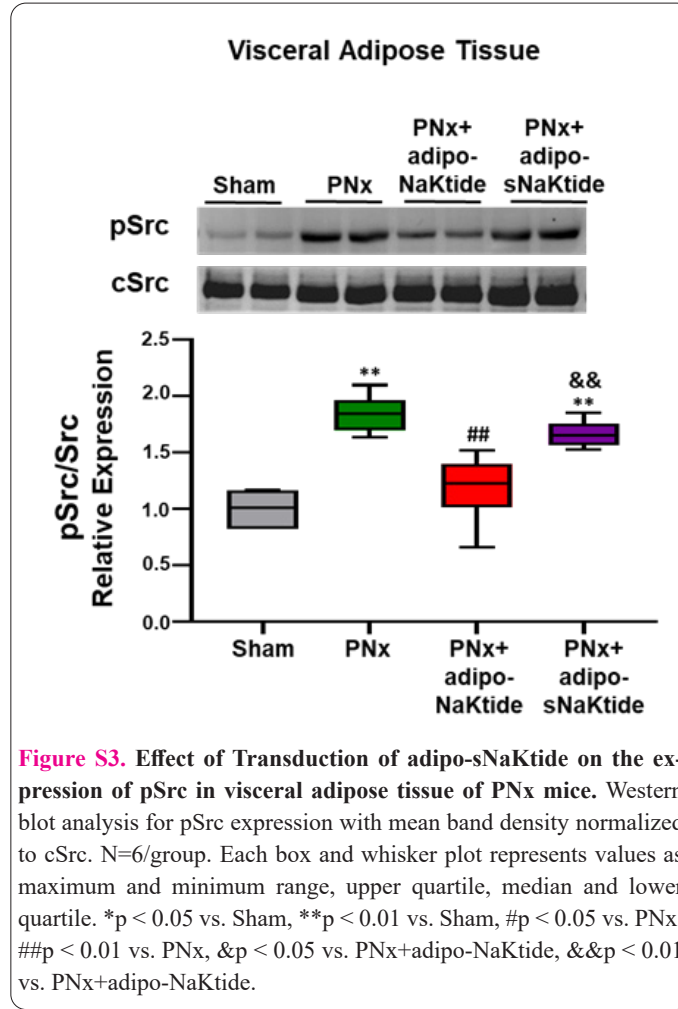 Visceral Adipose Tissue
Sham
PNx
PNx+
adipo-
NaKtide
PNx+
adipo-
sNaKtide
pSrc
cSrc
pSrc/Src
Relative Expression
2.5
2.0
1.5
1.0
0.5
0.0
**
##
&&
**
Sham
PNx
PNx+
adipo-
NaKtide
PNx+
adipo-
sNaKtide
Figure S3. Effect of Transduction of adipo-sNaKtide on the ex-
pression of pSrc in visceral adipose tissue of PNx mice. Western
blot analysis for pSrc expression with mean band density normalized
to cSrc. N=6/group. Each box and whisker plot represents values as
maximum and minimum range, upper quartile, median and lower
quartile. *p < 0.05 vs. Sham, **p < 0.01 vs. Sham, #p < 0.05 vs. PNx
##p < 0.01 vs. PNx, &p < 0.05 vs. PNx+adipo-NaKtide, &&p < 0.01
vs. PNx+adipo-NaKtide.